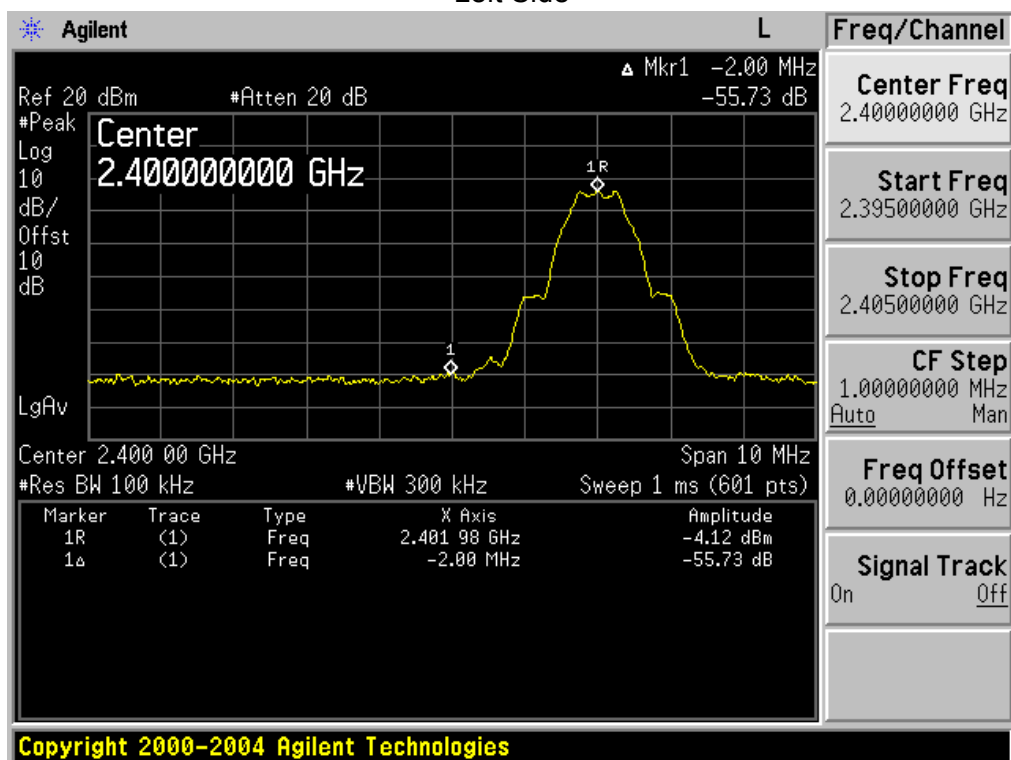 Agilent
L
Freq/Channel
Δ Mkr1 -2.00 MHz
Ref 20 dBm #Atten 20 dB -55.73 dB
#Peak
Log
10
dB/
Offst
10
dB
LgAv
Center
2.400000000 GHz
1R
1
Center 2.400 00 GHz Span 10 MHz
#Res BW 100 kHz #VBW 300 kHz Sweep 1 ms (601 pts)
Marker Trace Type X Axis Amplitude
1R (1) Freq 2.401 98 GHz -4.12 dBm
1Δ (1) Freq -2.00 MHz -55.73 dB
Center Freq
2.40000000 GHz
Start Freq
2.39500000 GHz
Stop Freq
2.40500000 GHz
CF Step
1.00000000 MHz
Auto Man
Freq Offset
0.00000000 Hz
Signal Track
On Off
Copyright 2000-2004 Agilent Technologies